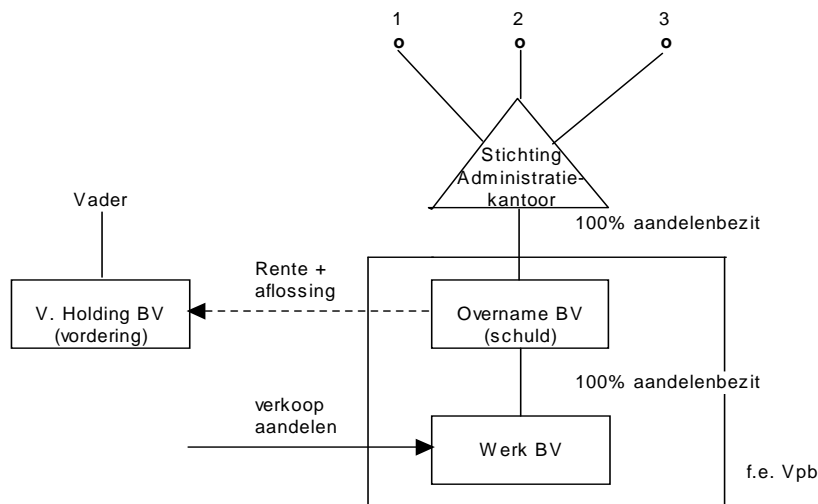 1 2 3
Stichting
Administratie-
kantoor
100% aandelenbezit
Vader
Rente +
aflossing
V. Holding BV
(vordering)
Overname BV
(schuld)
100% aandelenbezit
verkoop
aandelen
Werk BV
f.e. Vpb